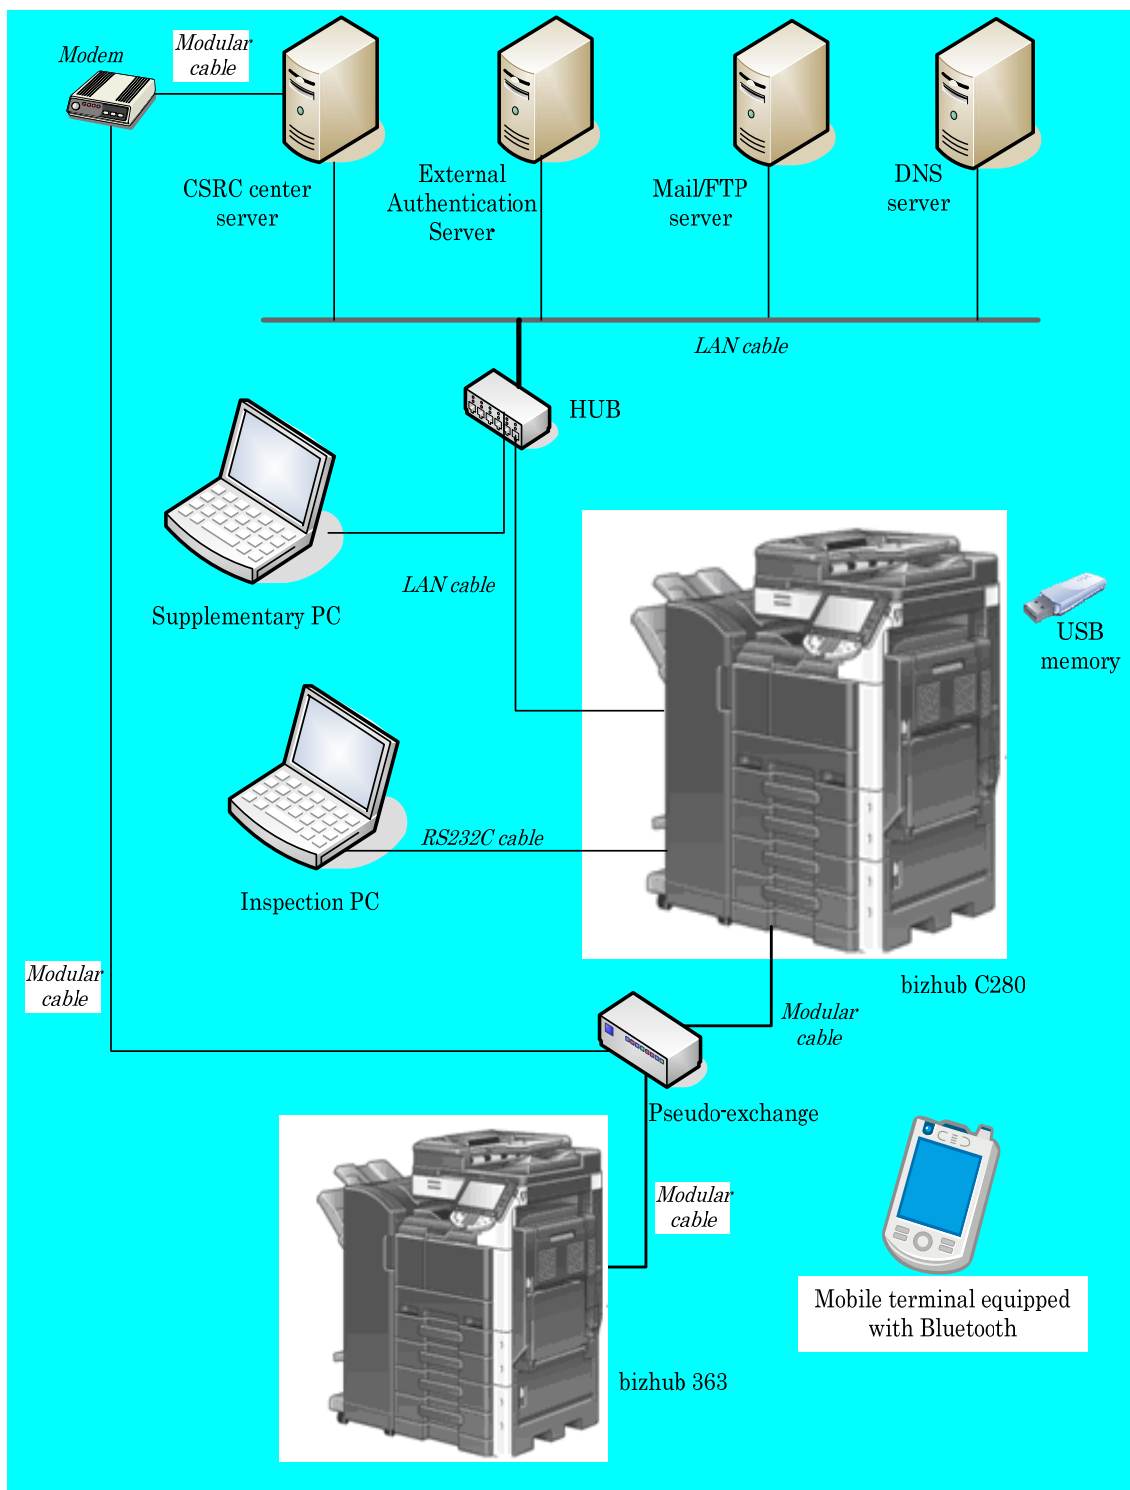 Modem
Modular
cable
CSRC center
server
External
Authentication
Server
Mail/FTP
server
DNS
server
LAN cable
HUB
LAN cable
Supplementary PC
USB
memory
RS232C cable
Inspection PC
Modular
cable
bizhub C280
Modular
cable
Pseudo-exchange
Modular
cable
Mobile terminal equipped
with Bluetooth
bizhub 363